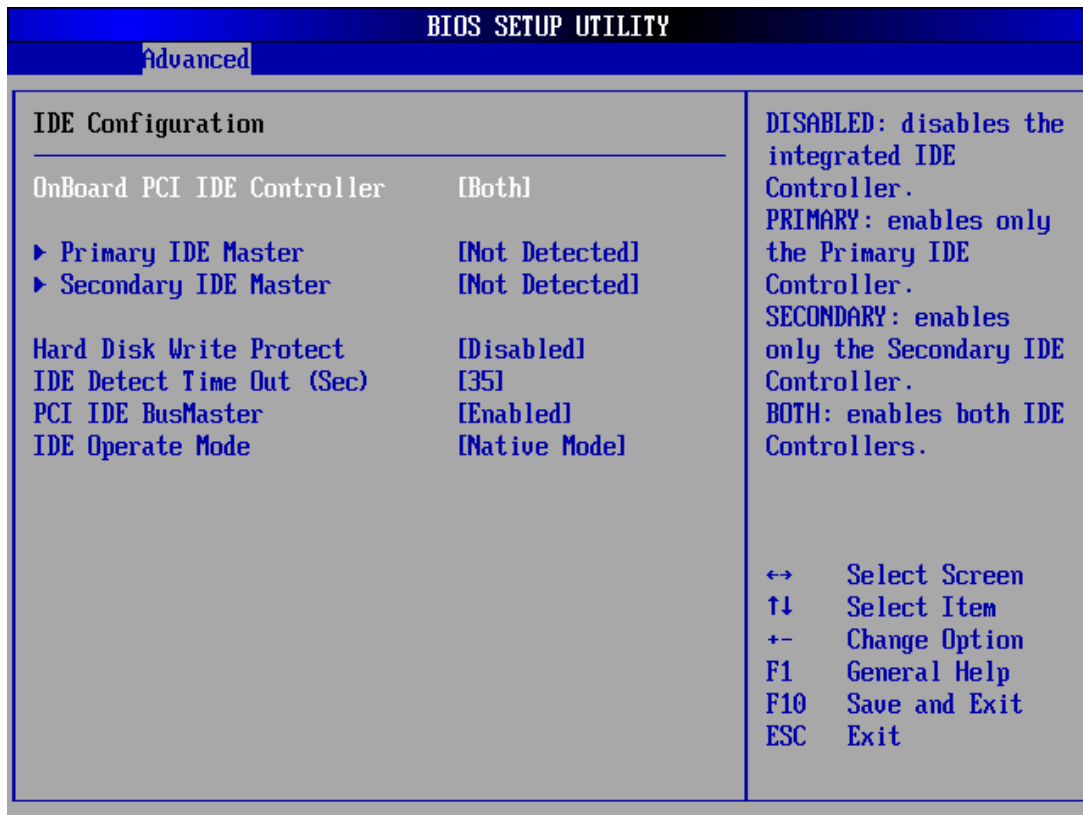 BIOS SETUP UTILITY
Advanced
IDE Configuration
OnBoard PCI IDE Controller [Both]
Primary IDE Master [Not Detected]
Secondary IDE Master [Not Detected]
Hard Disk Write Protect [Disabled]
IDE Detect Time Out (Sec) [35]
PCI IDE BusMaster [Enabled]
IDE Operate Mode [Native Mode]
DISABLED: disables the
integrated IDE
Controller.
PRIMARY: enables only
the Primary IDE
Controller.
SECONDARY: enables
only the Secondary IDE
Controller.
BOTH: enables both IDE
Controllers.
←→ Select Screen
↑↓ Select Item
+- Change Option
F1 General Help
F10 Save and Exit
ESC Exit